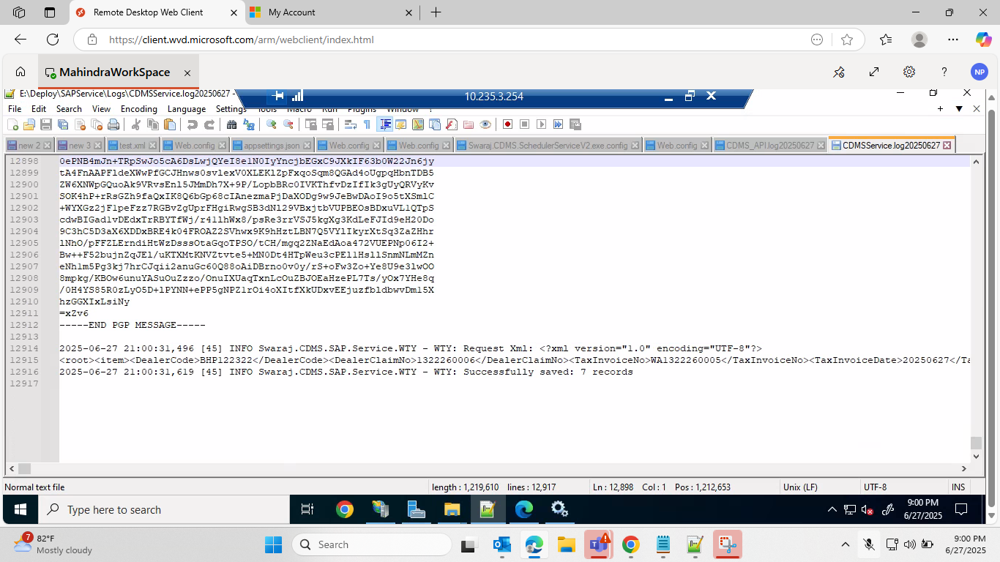 Remote Desktop Web Client
My Account
https://client.wvd.microsoft.com/arm/webclient/index.html
MahindraWorkSpace
NP
E:\Deploy\SAPService\Logs\CDMSService.log20250627 -
10.235.3.254
File Edit Search View Encoding Language Settings Tools Macro Run Plugins Window ?
new 2
new 3
test.xml
Web.config
appsettings.json
Web.config
Web.config
Swaraj.CDMS.SchedulerServiceV2.exe.config
Web.config
CDMS_API.log20250627
CDMSService.log20250627
12898 0ePNB4mJn+TRpSwJo5cA6DsLwjQYeI8elN0IyYncjbEGxC9JXkIF63b0W22Jn6jy
12899 tA4FnAAPFldeXWwPfGCJHnws0svlexV0XLEKlZpFxqoSqm8QGAd4oUgpqHbnTDB5
12900 ZW6XNWpGQuoAk9VRvsEnl5JMmDh7X+9P/LopbBRc0IVKThfvDzIfIk3gUyQRVyKv
12901 SOK4hP+rRsGZh9faQxIK8Q6bGp68cIAnezmaPjDaXODg9w9JeBwDAoI9o5tXSmlC
12902 +WYXGz2jFlpeFzz7RGBvZgUprFHgiRwgSB3dNl29VBxjtbVUPBEOsBDxuVL1QTpS
12903 cdwBIGadlvDEdxTrRBYTfWj/r41lhWx8/psRe3rrVSJ5kgXg3KdLeFJId9eH20Do
12904 9C3hC5D3aX6XDDxBRE4k04FROAZ2SVhwx9K9hHztLBN7Q5VYlIkyrXtSq3ZaZHhr
12905 lNhO/pFFZLErndiHtWzDsssOtaGqoTPSO/tCH/mgq2ZNaEdAoa472VUEPNp06I2+
12906 Bw++F52bujnZqJEl/uKTXMtKNVZtvte5+MN0Dt4HTpWeu3cPEl1HsllSnmNLmMZn
12907 eNhlm5Pg3kj7hrCJqii2anuGc60Q88oAiDBrno0v0y/rS+oFw3Zo+Ye8U9e3lwOO
12908 8mpkg/KBOw6unuYASuOuZzzo/OnuIXUaqTxnLcOuZBJOEaHzePL7Ts/yOx7YHe8q
12909 /0H4YS85R0zLyO5D+lPYNN+ePP5gNPZlrOi4oXItfXkUDxvEEjuzfbldbwvDm15X
12910 hzGGXIxLsiNy
12911 =xZv6
12912 -----END PGP MESSAGE-----
12913
12914 2025-06-27 21:00:31,496 [45] INFO Swaraj.CDMS.SAP.Service.WTY - WTY: Request Xml: <?xml version="1.0" encoding="UTF-8"?>
12915 <root><item><DealerCode>BHP122322</DealerCode><DealerClaimNo>1322260006</DealerClaimNo><TaxInvoiceNo>WA1322260005</TaxInvoiceNo><TaxInvoiceDate>20250627</Ta
12916 2025-06-27 21:00:31,619 [45] INFO Swaraj.CDMS.SAP.Service.WTY - WTY: Successfully saved: 7 records
12917
Normal text file length : 1,219,610 lines : 12,917 Ln : 12,898 Col : 1 Pos : 1,212,653 Unix (LF) UTF-8 INS
Type here to search
9:00 PM
6/27/2025
7
82°F
Mostly cloudy
Search
9:00 PM
6/27/2025